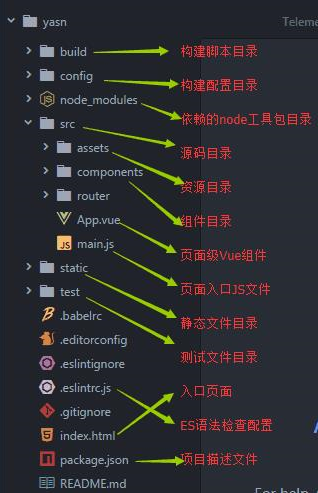 yasn
Teleme
build 构建脚本目录
config 构建配置目录
node_modules 依赖的node工具包目录
src 源码目录
assets 资源目录
components 组件目录
router
App.vue 页面级Vue组件
main.js 页面入口JS文件
static 静态文件目录
test 测试文件目录
.babelrc
.editorconfig 入口页面
.eslintignore
.eslintrc.js ES语法检查配置
.gitignore
index.html
package.json 项目描述文件
README.md
For help